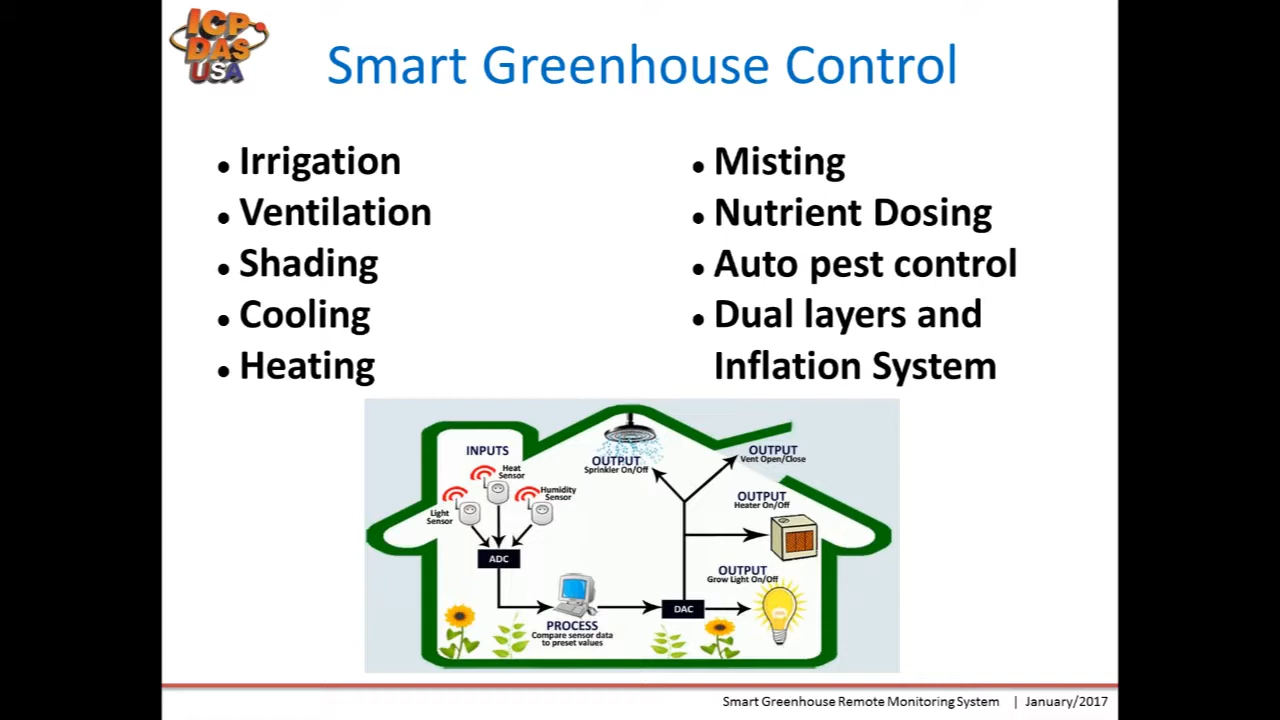 ICP
DAS
USA
Smart Greenhouse Control
• Irrigation
• Ventilation
• Shading
• Cooling
• Heating
• Misting
• Nutrient Dosing
• Auto pest control
• Dual layers and
Inflation System
INPUTS
Heat
Sensor
Humidity
Sensor
Light
Sensor
ADC
PROCESS
Compare sensor data
to preset values
DAC
OUTPUT
Sprinkler On/Off
OUTPUT
Vent Open/Close
OUTPUT
Heater On/Off
OUTPUT
Grow Light On/Off
Smart Greenhouse Remote Monitoring System | January/2017